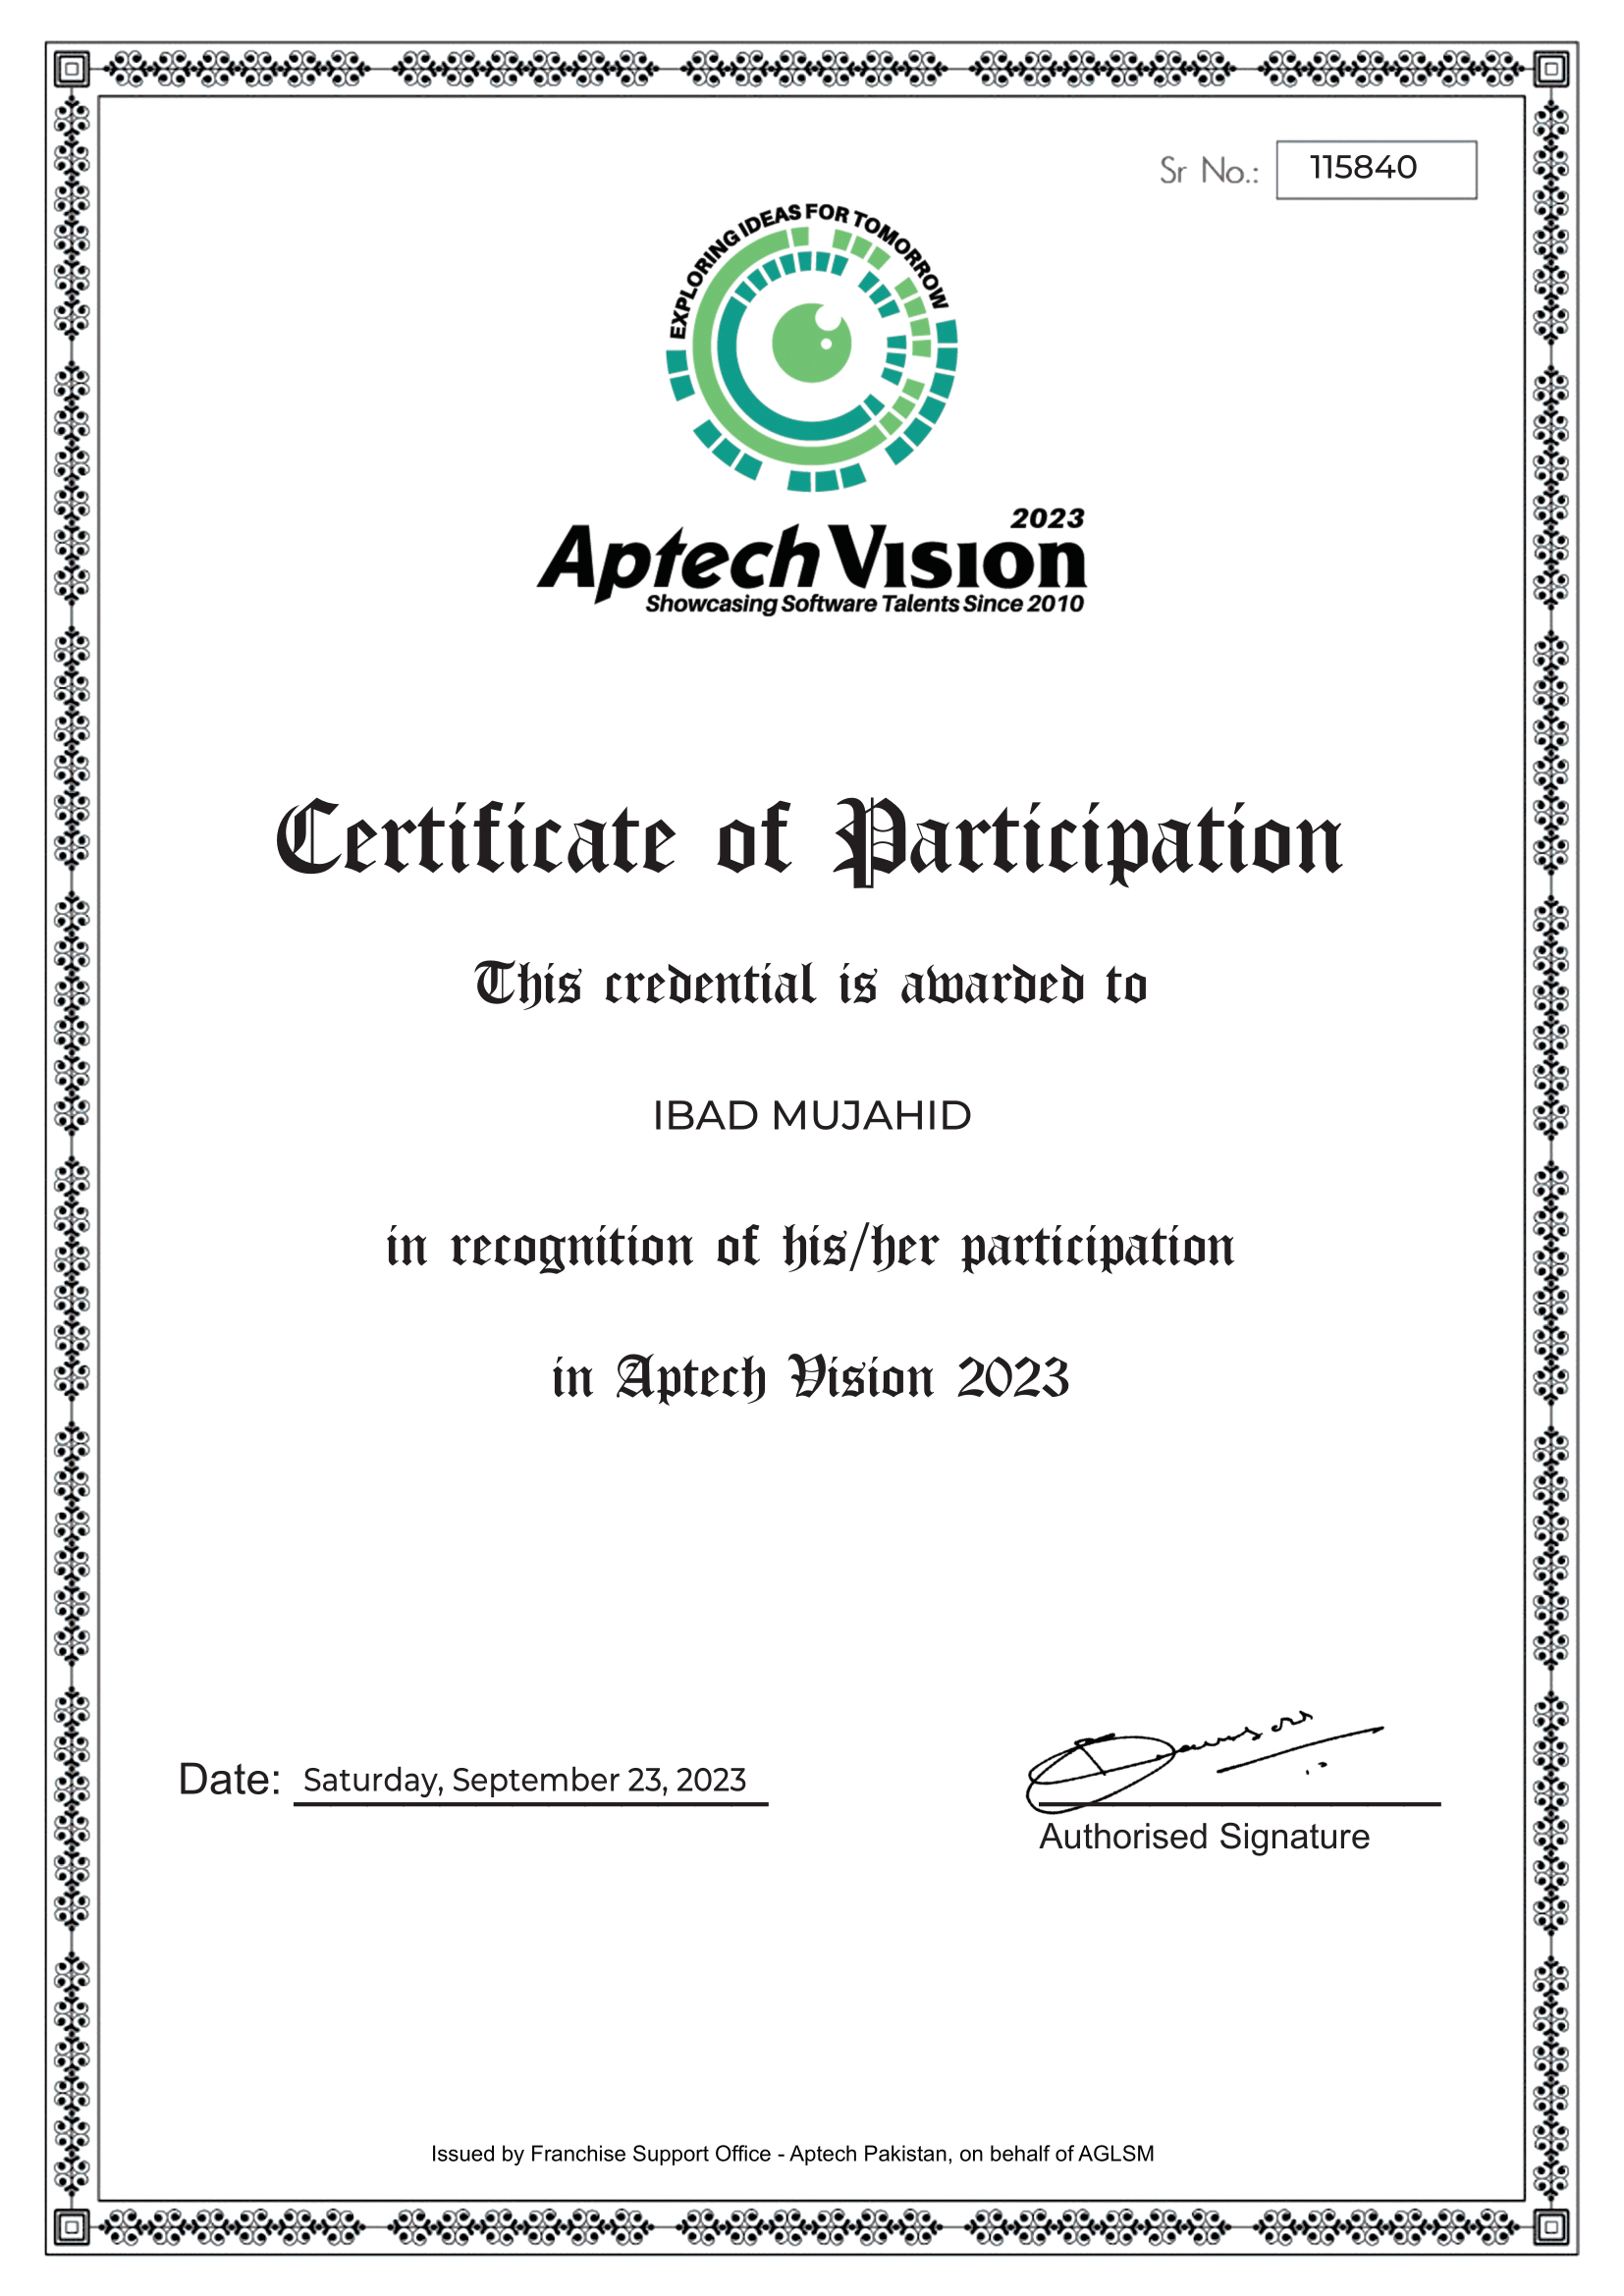 Sr No.: 115840
EXPLORING IDEAS FOR TOMORROW
2023
Aptech Vision
Showcasing Software Talents Since 2010
Certificate of Participation
This credential is awarded to
IBAD MUJAHID
in recognition of his/her participation
in Aptech Vision 2023
Date: Saturday, September 23, 2023
Authorised Signature
Issued by Franchise Support Office - Aptech Pakistan, on behalf of AGLSM